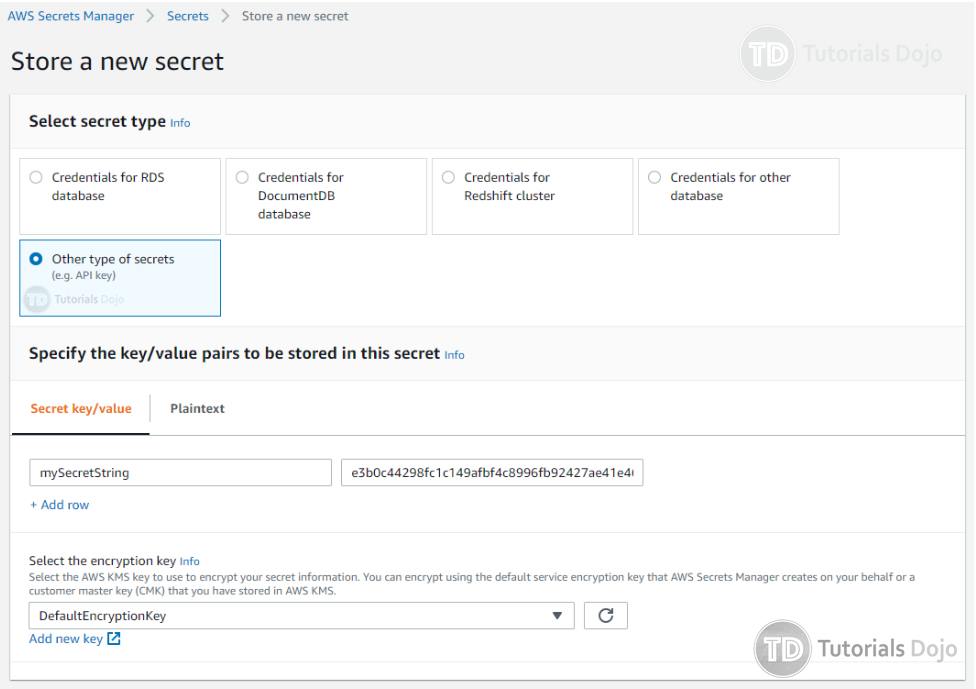 AWS Secrets Manager > Secrets > Store a new secret
Store a new secret
TD Tutorials Dojo
Select secret type Info
Credentials for RDS
database
Credentials for
DocumentDB
database
Credentials for
Redshift cluster
Credentials for other
database
Other type of secrets
(e.g. API key)
TD Tutorials Dojo
Specify the key/value pairs to be stored in this secret Info
Secret key/value
Plaintext
mySecretString
e3b0c44298fc1c149afbf4c8996fb92427ae41e4
+ Add row
Select the encryption key Info
Select the AWS KMS key to use to encrypt your secret information. You can encrypt using the default service encryption key that AWS Secrets Manager creates on your behalf or a
customer master key (CMK) that you have stored in AWS KMS.
DefaultEncryptionKey
Add new key
TD Tutorials Dojo